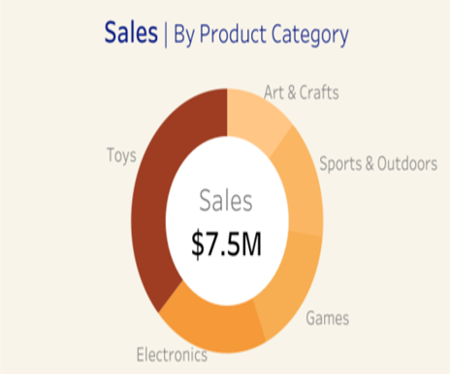 Sales | By Product Category
Art & Crafts
Toys
Sports & Outdoors
Sales
$7.5M
Games
Electronics